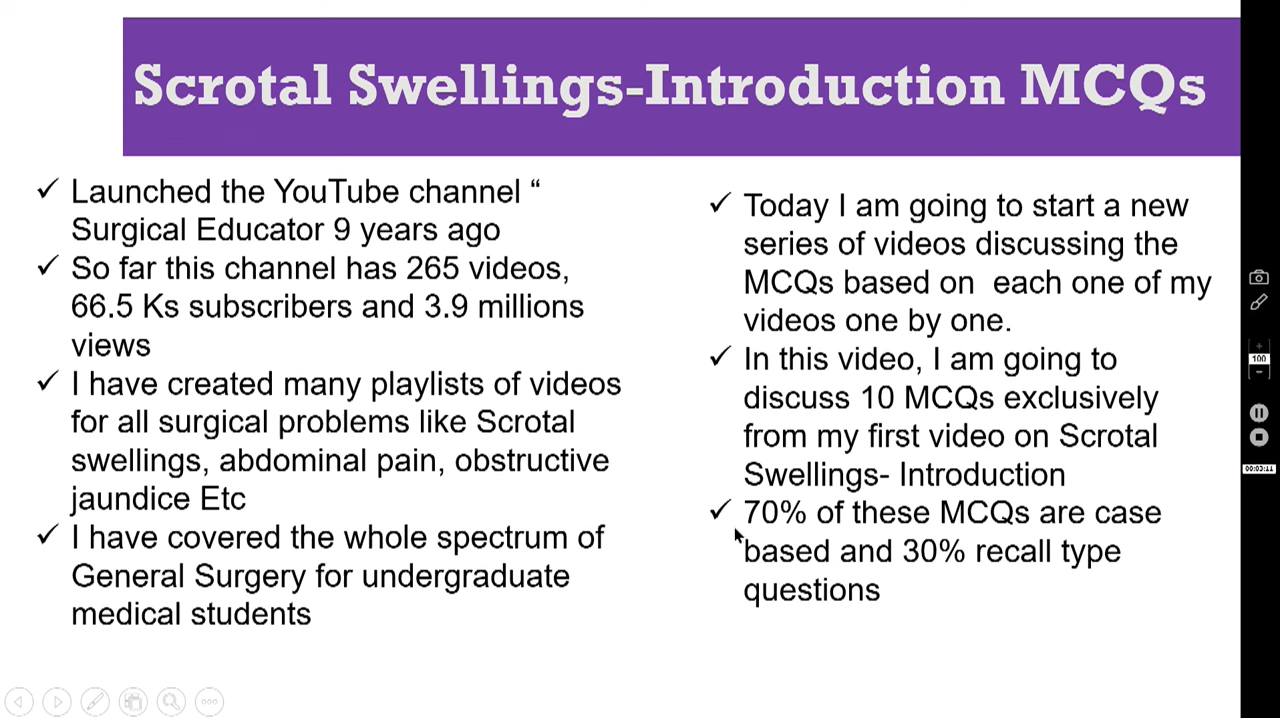 Scrotal Swellings-Introduction MCQs
✓ Launched the YouTube channel “
Surgical Educator 9 years ago
✓ So far this channel has 265 videos,
66.5 Ks subscribers and 3.9 millions
views
✓ I have created many playlists of videos
for all surgical problems like Scrotal
swellings, abdominal pain, obstructive
jaundice Etc
✓ I have covered the whole spectrum of
General Surgery for undergraduate
medical students
✓ Today I am going to start a new
series of videos discussing the
MCQs based on  each one of my
videos one by one.
✓ In this video, I am going to
discuss 10 MCQs exclusively
from my first video on Scrotal
Swellings- Introduction
✓ 70% of these MCQs are case
based and 30% recall type
questions
100